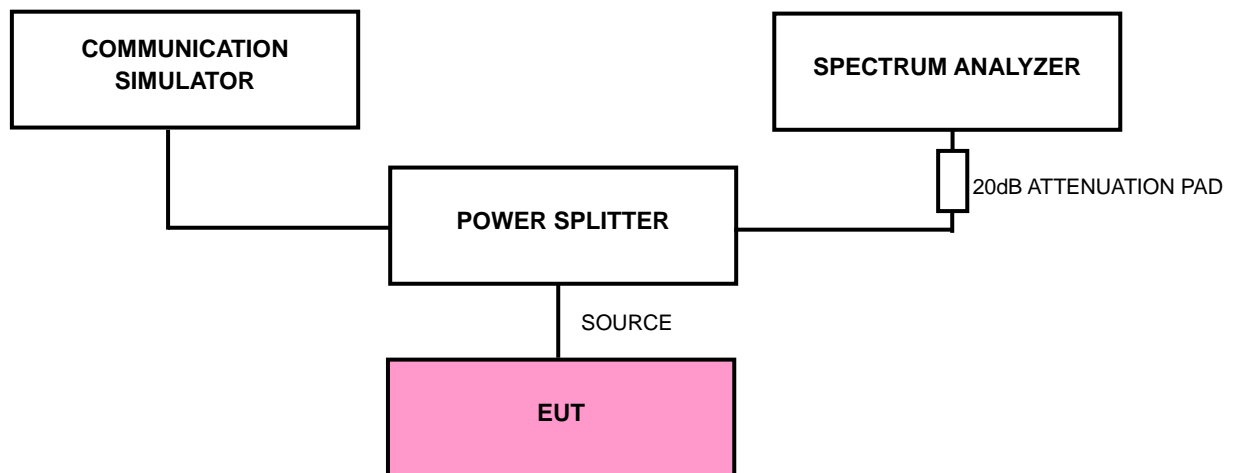 COMMUNICATION
SIMULATOR
SPECTRUM ANALYZER
20dB ATTENUATION PAD
POWER SPLITTER
SOURCE
EUT